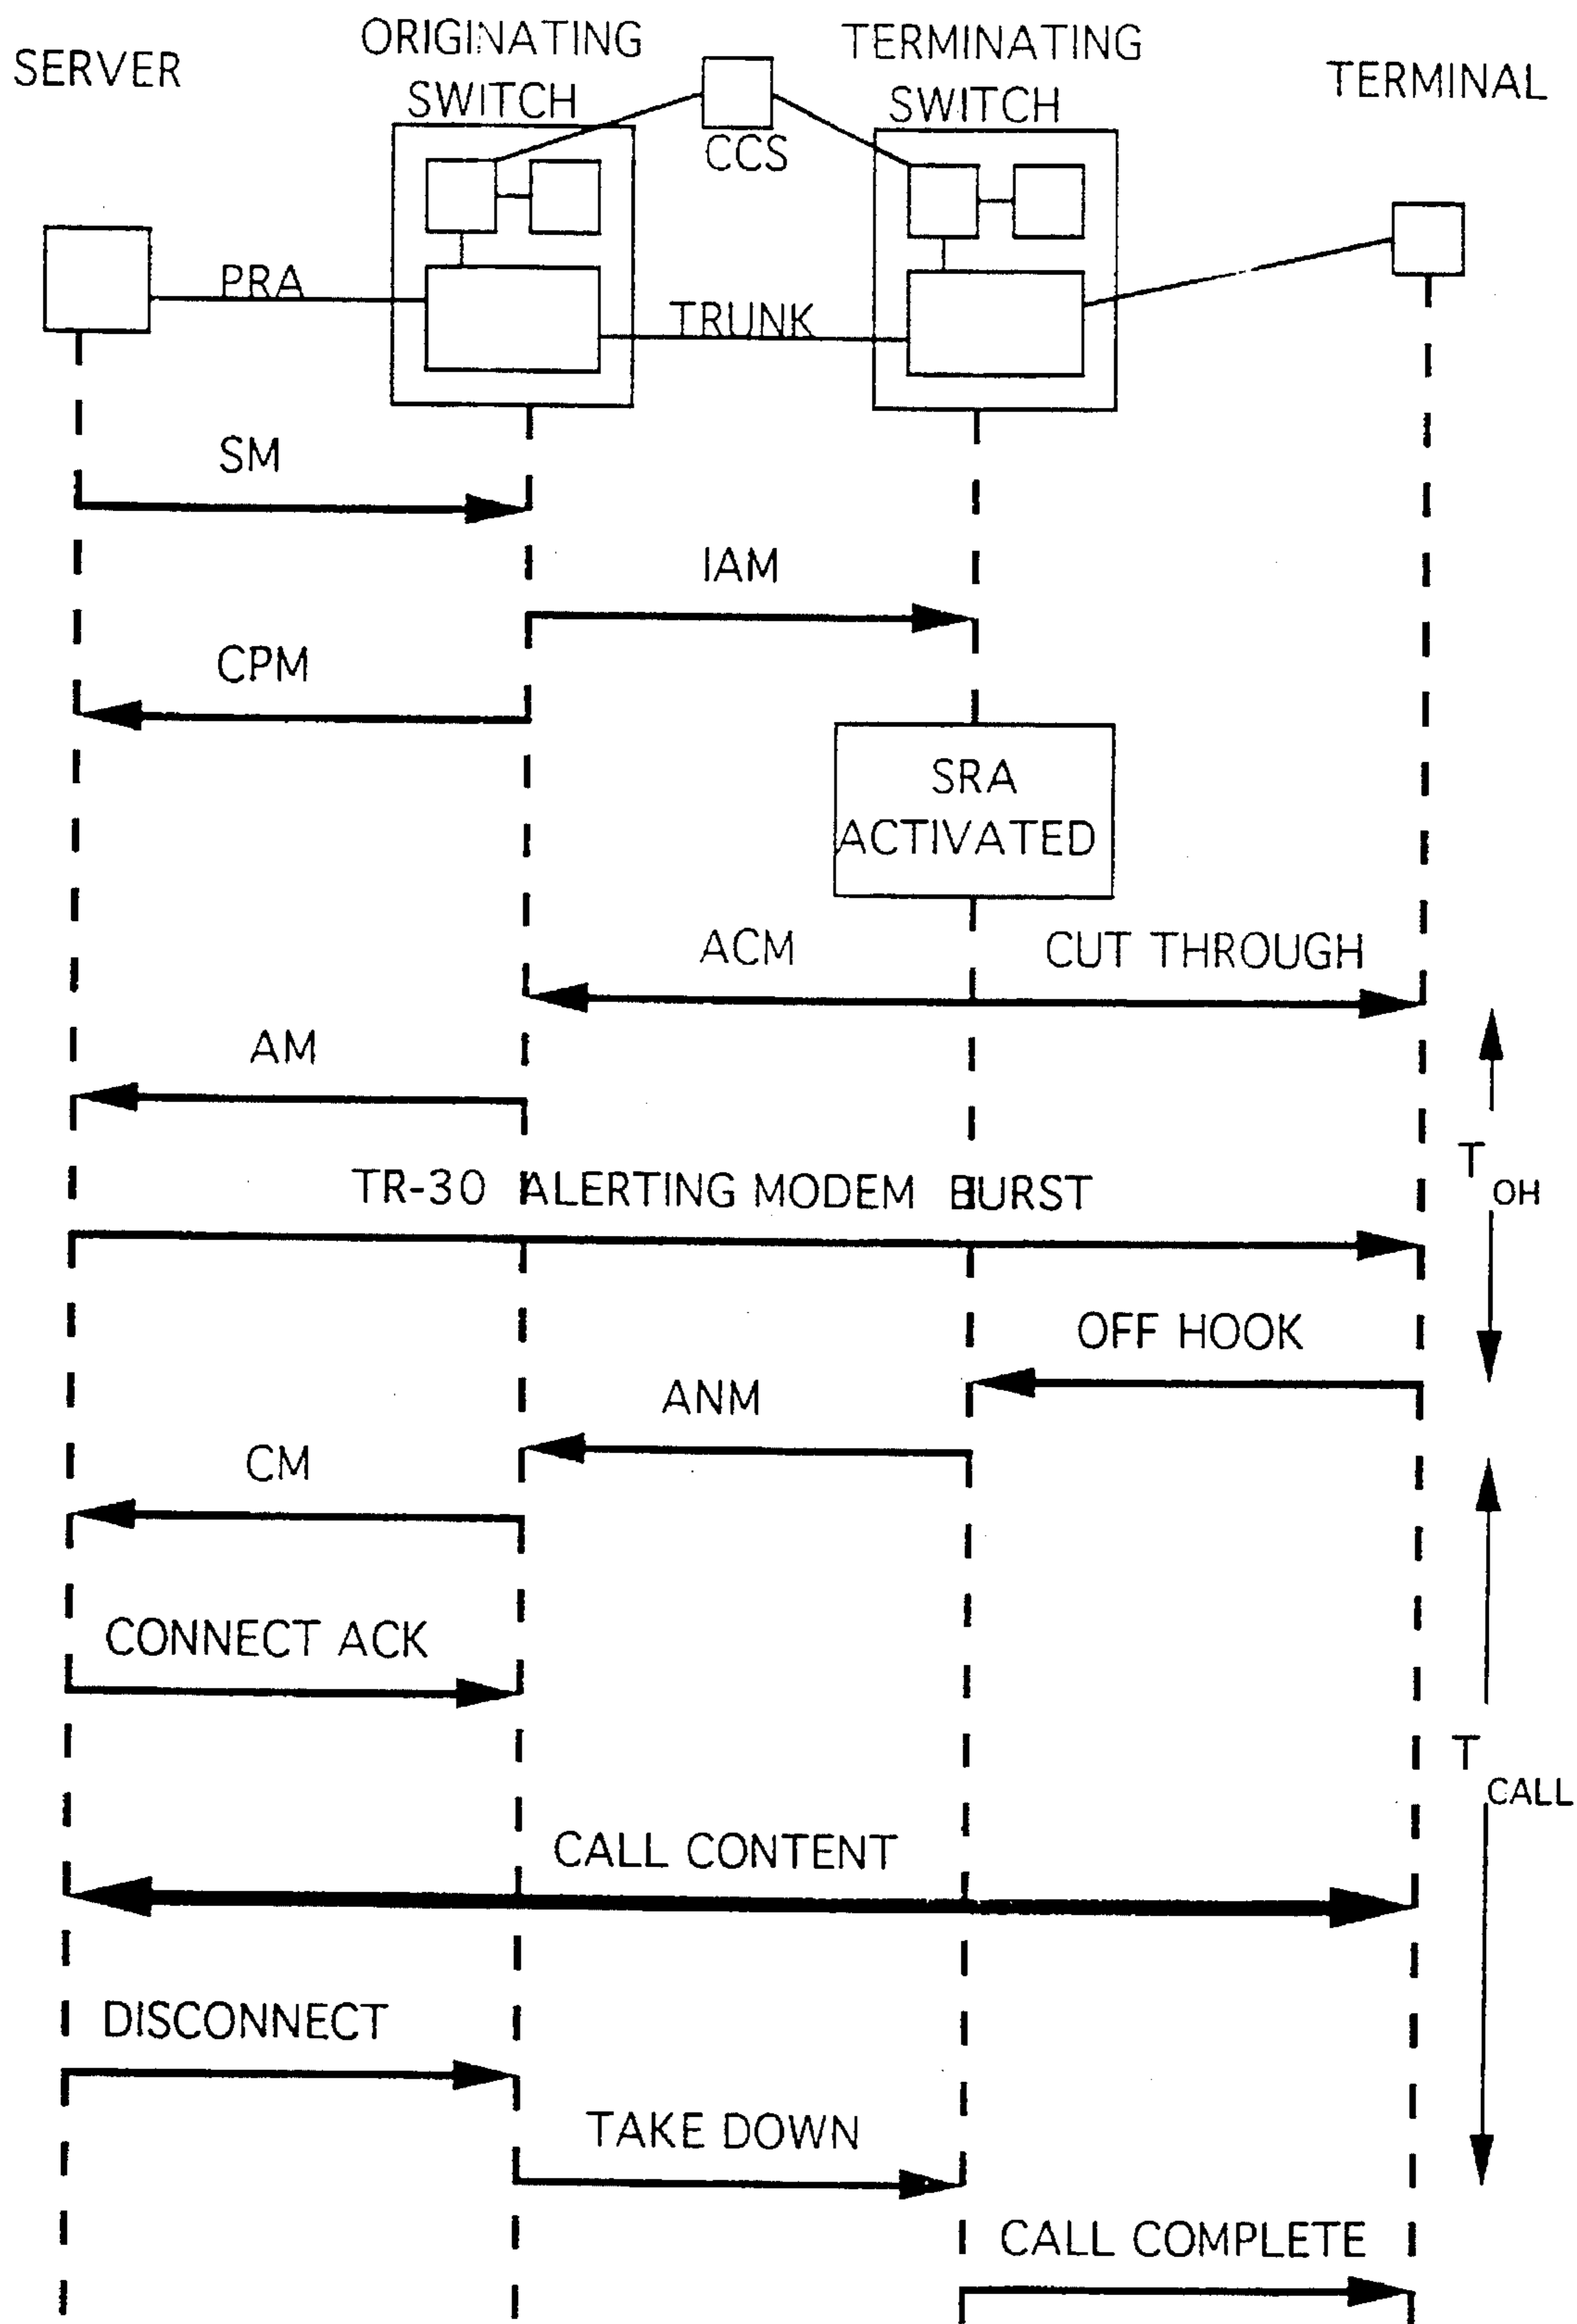 SERVER
ORIGINATING
SWITCH
CCS
TERMINATING
SWITCH
TERMINAL
PRA
TRUNK
SM
IAM
CPM
SRA
ACTIVATED
ACM
CUT THROUGH
AM
TR-30 ALERTING MODEM BURST
T OH
OFF HOOK
ANM
CM
CONNECT ACK
T CALL
CALL CONTENT
DISCONNECT
TAKE DOWN
CALL COMPLETE